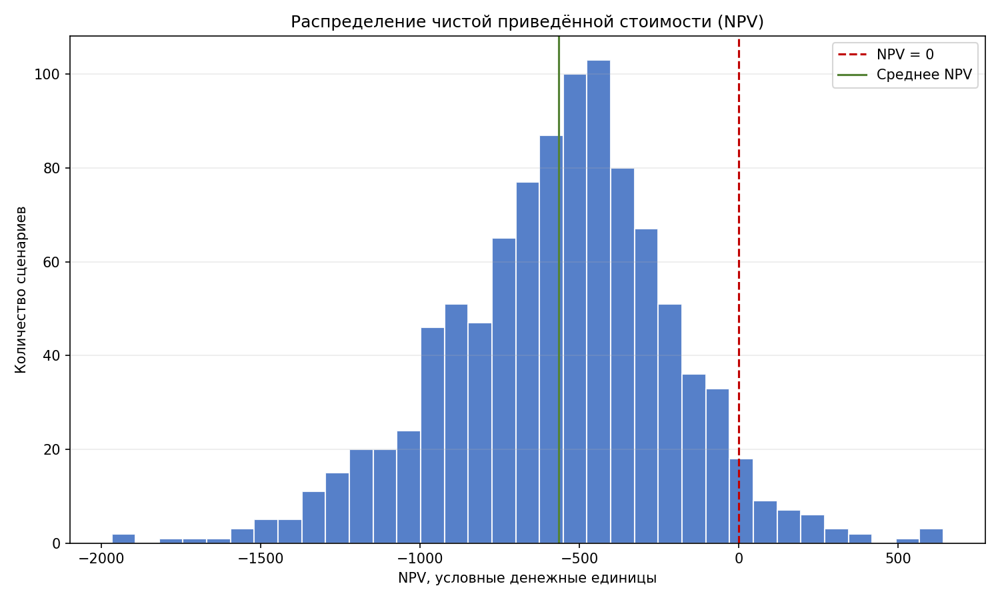 Распределение чистой приведённой стоимости (NPV)
NPV = 0
Среднее NPV
Количество сценариев
100
80
60
40
20
0
−2000
−1500
−1000
−500
0
500
NPV, условные денежные единицы